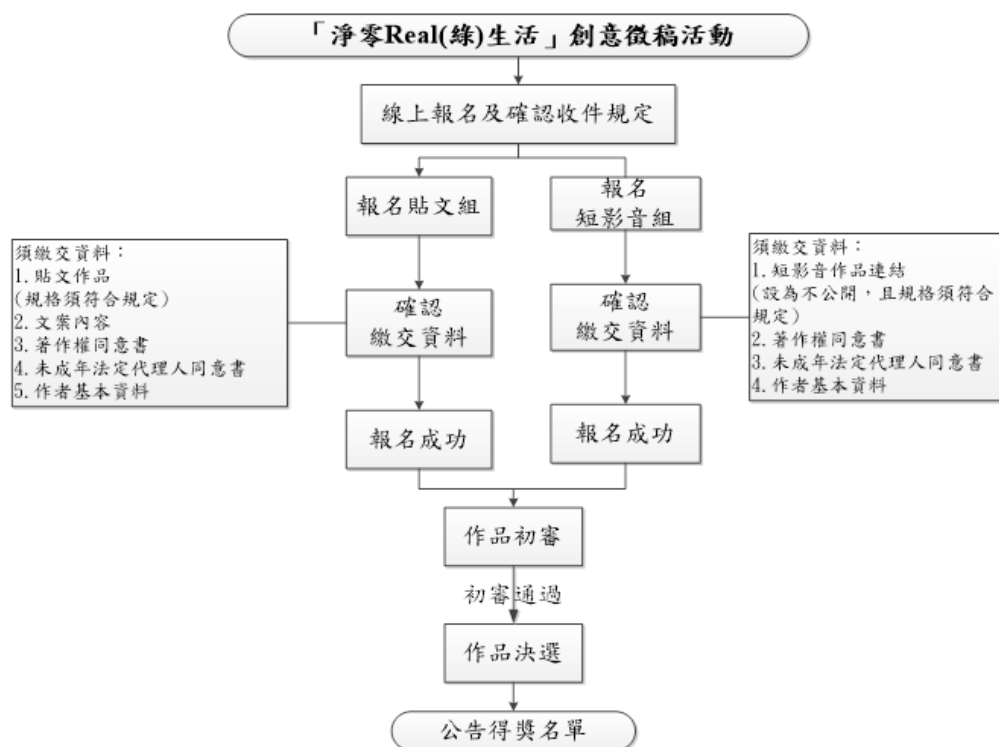 「淨零Real(綠)生活」創意徵稿活動
線上報名及確認收件規定
報名貼文組
報名
短影音組
須繳交資料：
1. 貼文作品
(規格須符合規定)
2. 文案內容
3. 著作權同意書
4. 未成年法定代理人同意書
5. 作者基本資料
確認
繳交資料
確認
繳交資料
須繳交資料：
1. 短影音作品連結
(設為不公開，且規格須符合
規定)
2. 著作權同意書
3. 未成年法定代理人同意書
4. 作者基本資料
報名成功
報名成功
作品初審
初審通過
作品決選
公告得獎名單